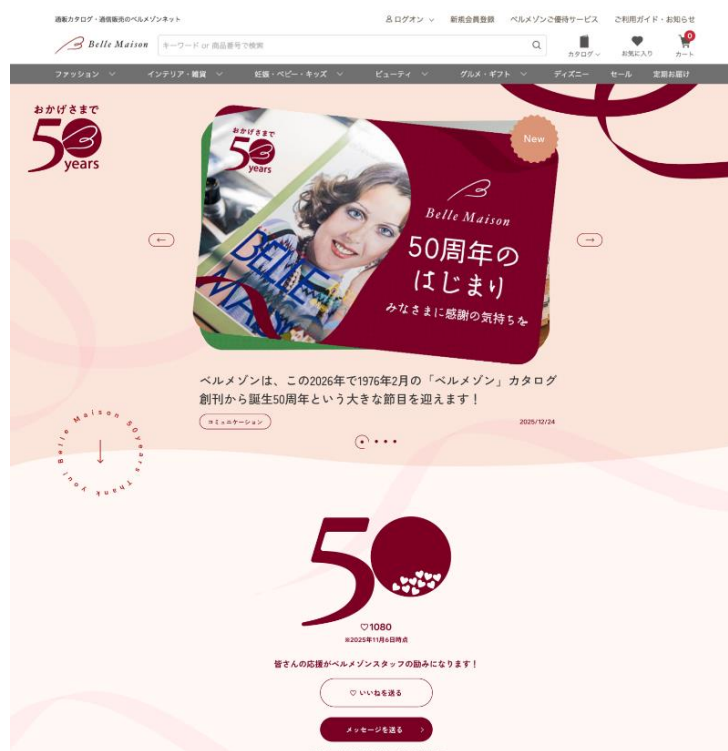 通販カタログ・通信販売のベルメゾンネット
ログオン
新規会員登録
ベルメゾンご優待サービス
ご利用ガイド・お知らせ
Belle Maison
キーワード or 商品番号で検索
カタログ
お気に入り
0
カート
ファッション
インテリア・雑貨
妊娠・ベビー・キッズ
ビューティ
グルメ・ギフト
ディズニー
セール
定期お届け
おかげさまで
50
years
おかげさまで
50
years
New
BELLE
Belle Maison
50周年の
はじまり
みなさまに感謝の気持ちを
ベルメゾンは、この2026年で1976年2月の「ベルメゾン」カタログ
創刊から誕生50周年という大きな節目を迎えます!
コミュニケーション
2025/12/24
Belle Maison 50years Thank you!
50
♡1080
※2025年11月6日時点
皆さんの応援がベルメゾンスタッフの励みになります!
♡ いいねを送る
メッセージを送る